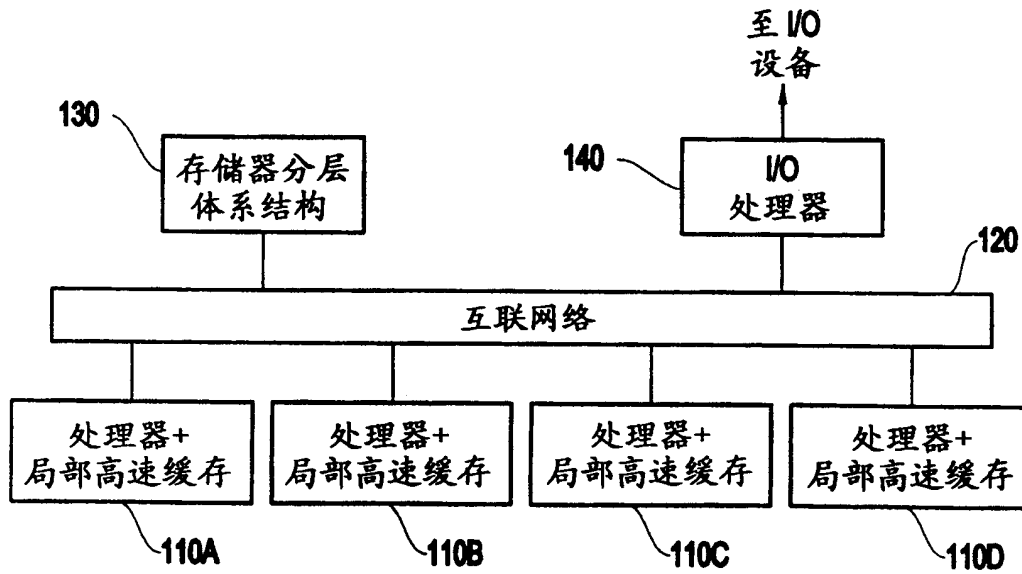 至 I/O
设备
130
存储器分层
体系结构
140
I/O
处理器
120
互联网络
处理器+
局部高速缓存
处理器+
局部高速缓存
处理器+
局部高速缓存
处理器+
局部高速缓存
110A
110B
110C
110D